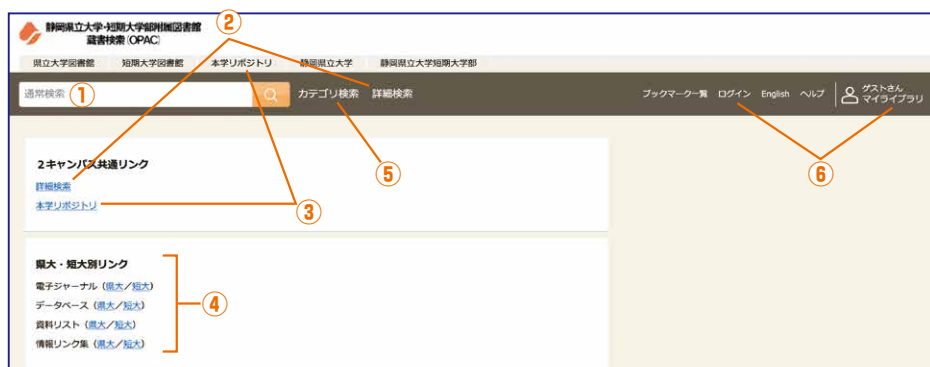 静岡県立大学・短期大学部附属図書館
蔵書検索(OPAC)
②
県立大学図書館 短期大学図書館 本学リポジトリ 静岡県立大学 静岡県立大学短期大学部
通常検索 ① カテゴリ検索 詳細検索 ブックマーク一覧 ログイン English ヘルプ ゲストさん
マイライブラリ
2キャンパス共通リンク
⑤ ⑥
詳細検索
本学リポジトリ ③
県大・短大別リンク
電子ジャーナル(県大/短大)
データベース(県大/短大) ④
資料リスト(県大/短大)
情報リンク集(県大/短大)